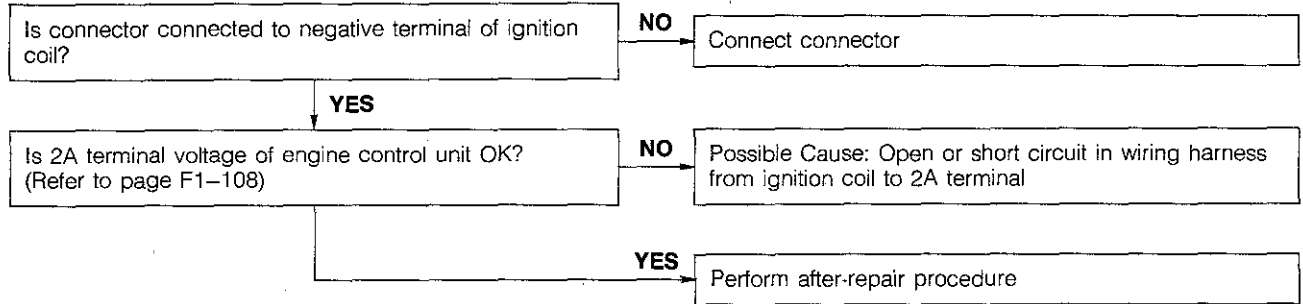 Is connector connected to negative terminal of ignition
coil?
NO
Connect connector
YES
Is 2A terminal voltage of engine control unit OK?
(Refer to page F1–108)
NO
Possible Cause: Open or short circuit in wiring harness
from ignition coil to 2A terminal
YES
Perform after-repair procedure